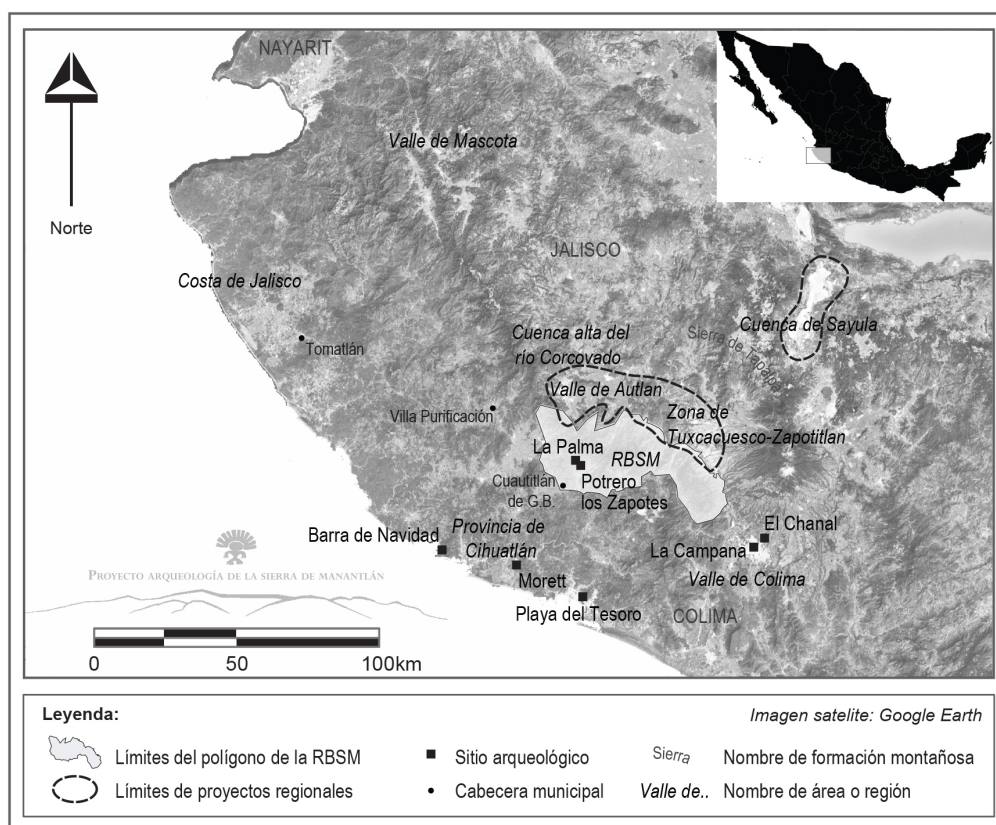 NAYARIT
Valle de Mascota
Norte
JALISCO
Costa de Jalisco
Cuenca de Sayula
Sierra de Tapalpa
Cuenca alta del
río Corcovado
Tomatlán
Valle de Autlan
Villa Purificación
Zona de
Tuxcacuesco-Zapotitlan
La Palma
RBSM
Cuautitlán
de G.B.
Potrero
los Zapotes
El Chanal
Barra de Navidad
Provincia de
Cihuatlán
La Campana
Proyecto arqueología de la sierra de manantlán
Morett
Valle de Colima
Playa del Tesoro
COLIMA
0 50 100km
Leyenda:
Imagen satelite: Google Earth
Límites del polígono de la RBSM
Sitio arqueológico
Sierra
Nombre de formación montañosa
Límites de proyectos regionales
Cabecera municipal
Valle de..
Nombre de área o región